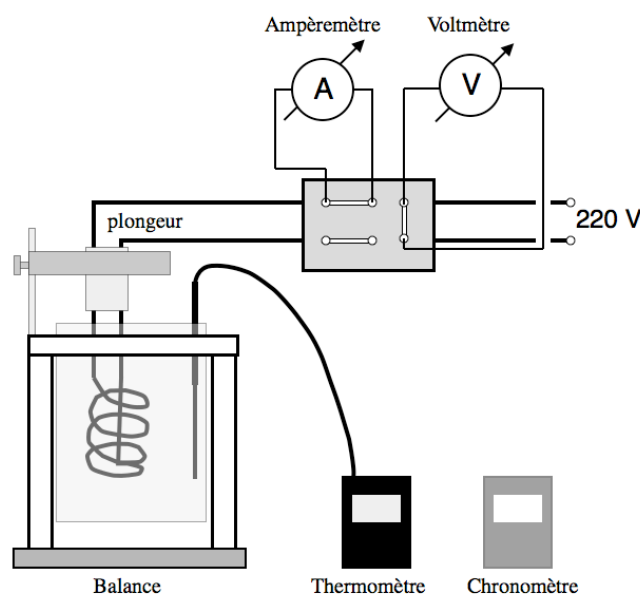 Ampèremètre
Voltmètre
A
V
plongeur
220 V
Balance
Thermomètre
Chronomètre